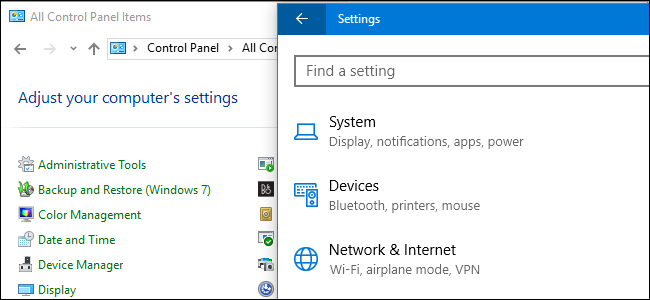 All Control Panel Items
Control Panel > All Co
Adjust your computer's settings
Administrative Tools
Backup and Restore (Windows 7)
Color Management
Date and Time
Device Manager
Display
Settings
Find a setting
System
Display, notifications, apps, power
Devices
Bluetooth, printers, mouse
Network & Internet
Wi-Fi, airplane mode, VPN